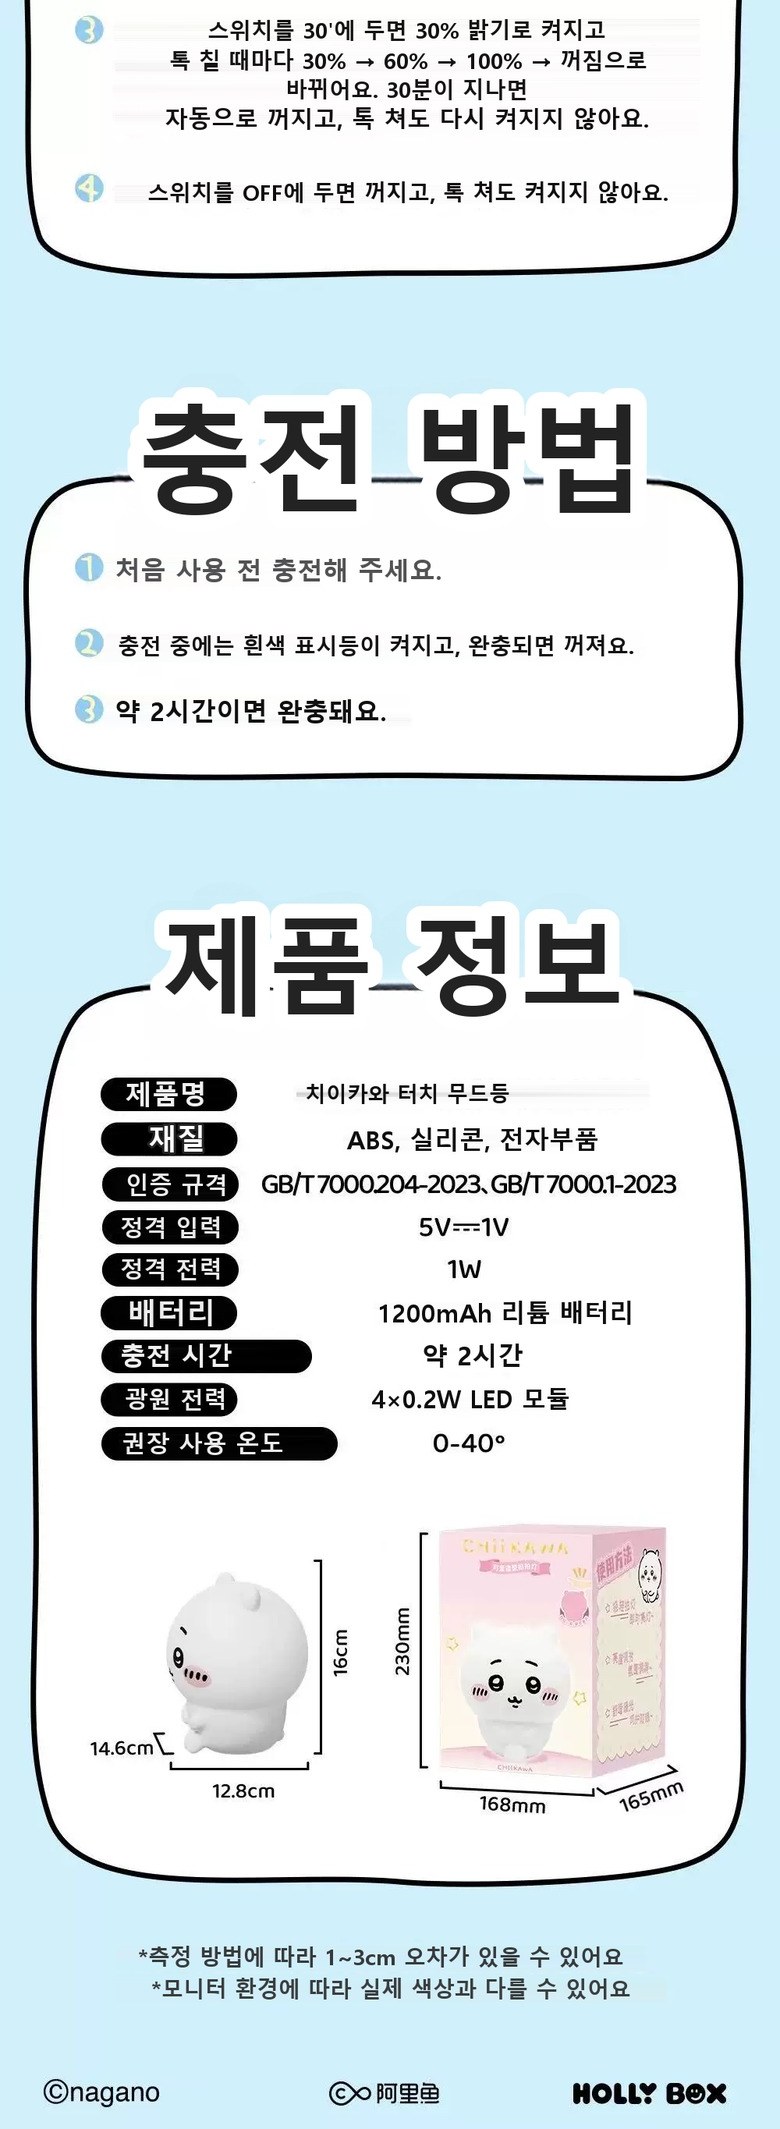 3 스위치를 30'에 두면 30% 밝기로 켜지고
톡 칠 때마다 30% → 60% → 100% → 꺼짐으로
바뀌어요. 30분이 지나면
자동으로 꺼지고, 톡 쳐도 다시 켜지지 않아요.
4 스위치를 OFF에 두면 꺼지고, 톡 쳐도 켜지지 않아요.
충전 방법
1 처음 사용 전 충전해 주세요.
2 충전 중에는 흰색 표시등이 켜지고, 완충되면 꺼져요.
3 약 2시간이면 완충돼요.
제품 정보
제품명 치이카와 터치 무드등
재질 ABS, 실리콘, 전자부품
인증 규격 GB/T7000.204-2023、GB/T7000.1-2023
정격 입력 5V⎓1V
정격 전력 1W
배터리 1200mAh 리튬 배터리
충전 시간 약 2시간
광원 전력 4×0.2W LED 모듈
권장 사용 온도 0-40°
CHIIKAWA
使用方法
16cm
230mm
14.6cm
12.8cm
CHIIKAWA
168mm
165mm
*측정 방법에 따라 1~3cm 오차가 있을 수 있어요
*모니터 환경에 따라 실제 색상과 다를 수 있어요
©nagano
阿里鱼
HOLLY BOX